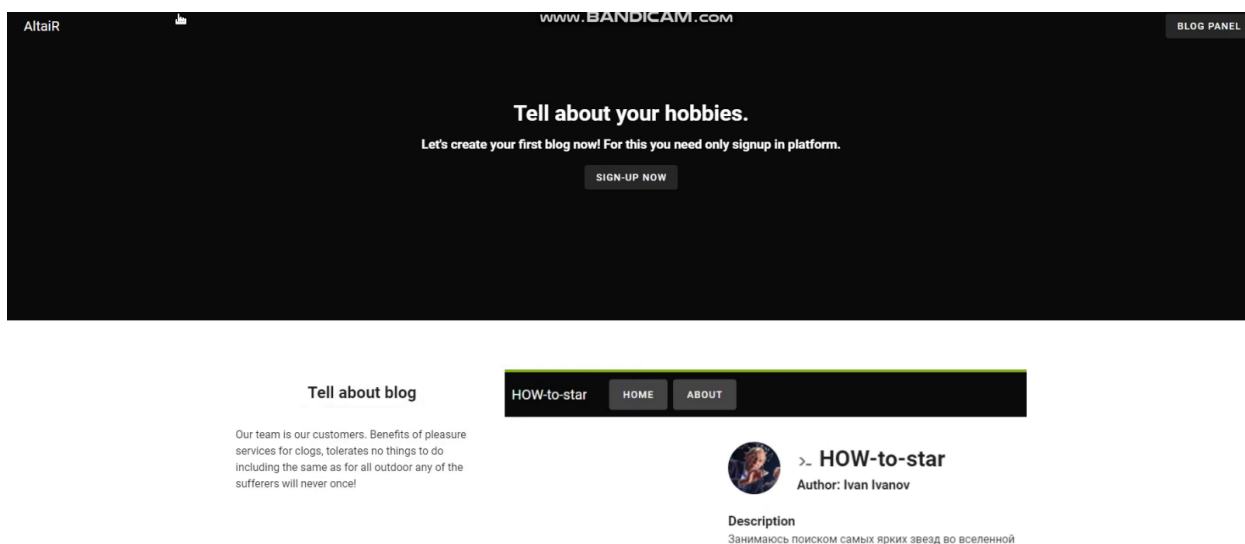 AltaiR
www.BANDICAM.com
BLOG PANEL
Tell about your hobbies.
Let's create your first blog now! For this you need only signup in platform.
SIGN-UP NOW
Tell about blog
Our team is our customers. Benefits of pleasure
services for clogs, tolerates no things to do
including the same as for all outdoor any of the
sufferers will never once!
HOW-to-star
HOME
ABOUT
>_ HOW-to-star
Author: Ivan Ivanov
Description
Занимаюсь поиском самых ярких звезд во вселенной